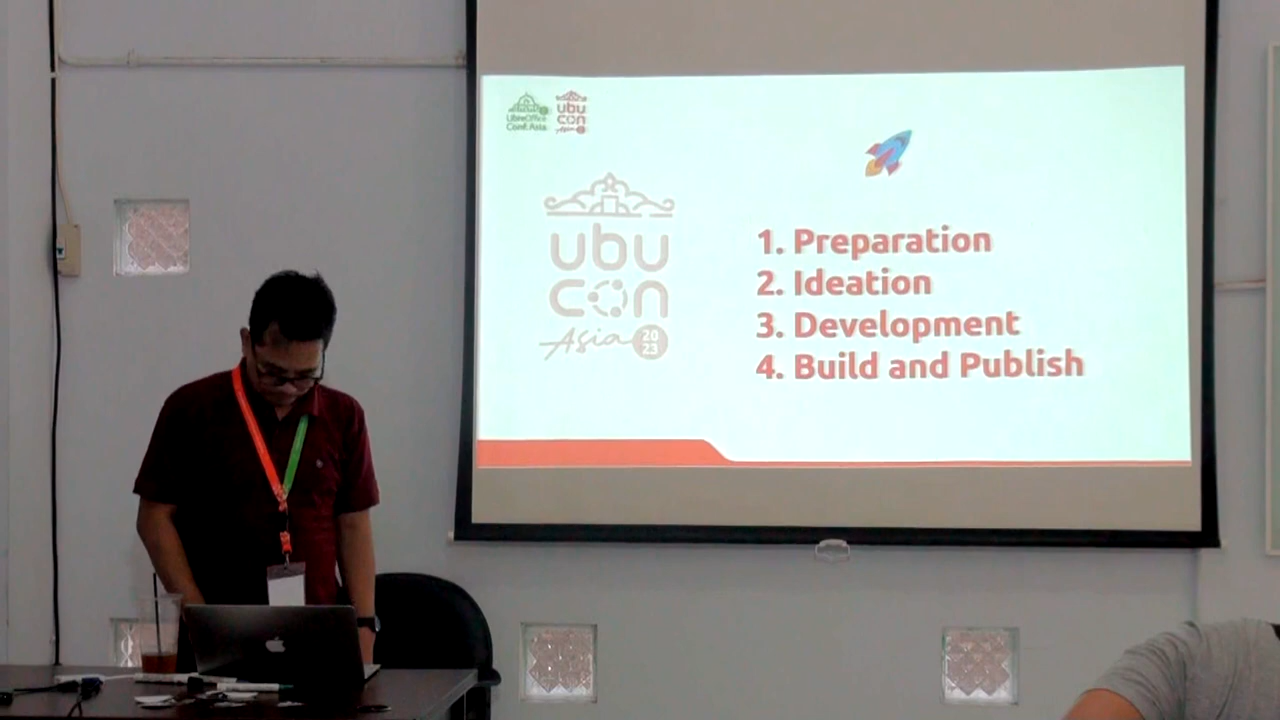 LibreOffice
Conf. Asia
ubu
con
Asia
ubu
con
Asia 20
23
1. Preparation
2. Ideation
3. Development
4. Build and Publish